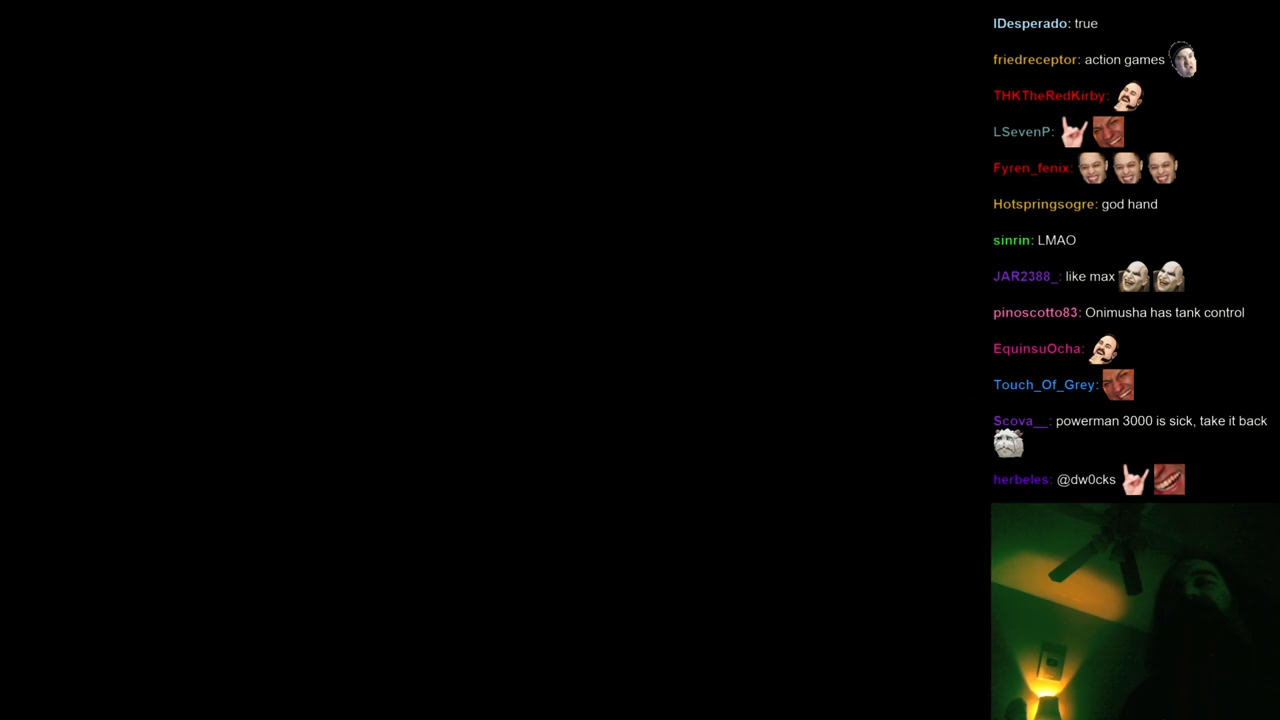 IDesperado: true
friedreceptor: action games
THKTheRedKirby:
LSevenP:
Fyren_fenix:
Hotspringsogre: god hand
sinrin: LMAO
JAR2388_: like max
pinoscotto83: Onimusha has tank control
EquinsuOcha:
Touch_Of_Grey:
Scova__: powerman 3000 is sick, take it back
herbeles: @dw0cks